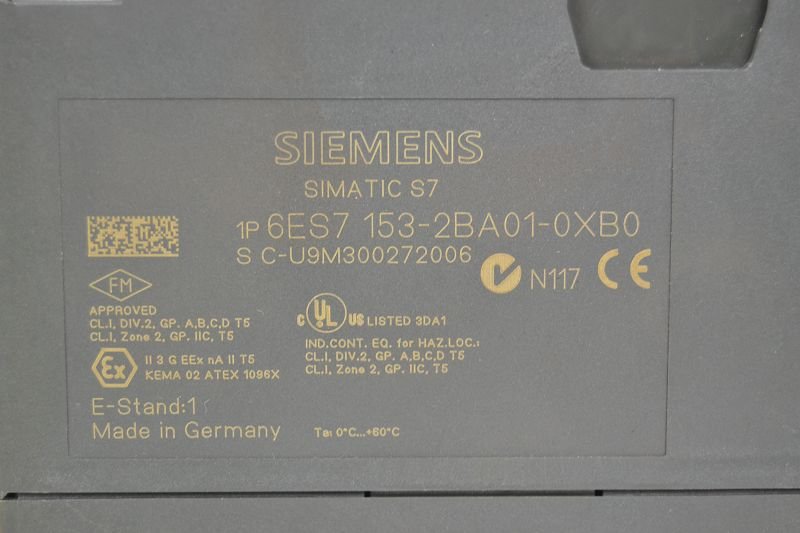 SIEMENS
SIMATIC S7
1P 6ES7 153-2BA01-0XB0
S C-U9M300272006
N117 CE
FM
APPROVED
CL.I, DIV.2, GP. A,B,C,D T5
CL.I, Zone 2, GP. IIC, T5
c UL US LISTED 3DA1
IND.CONT. EQ. for HAZ.LOC.:
CL.I, DIV.2, GP. A,B,C,D T5
CL.I, Zone 2, GP. IIC, T5
Ex II 3 G EEx nA II T5
KEMA 02 ATEX 1096X
E-Stand:1
Made in Germany
Ta: 0°C...+60°C